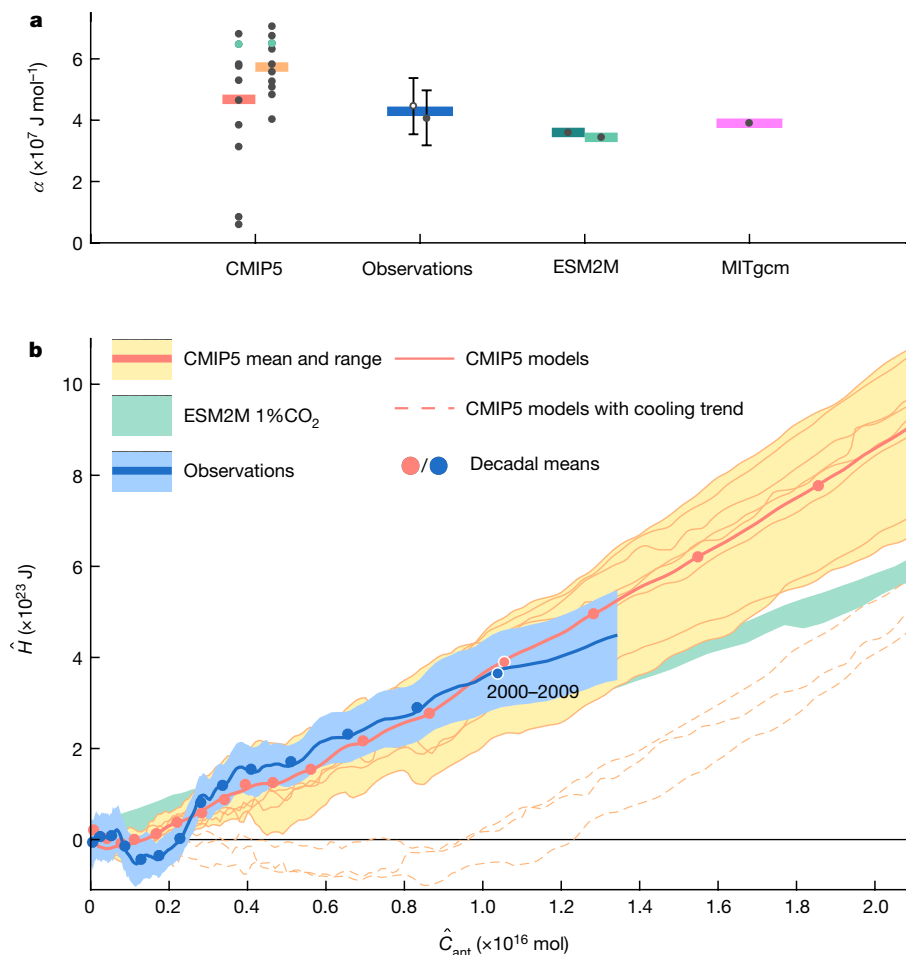 a
α (×10⁷ J mol⁻¹)
6
4
2
0
CMIP5 Observations ESM2M MITgcm
b
CMIP5 mean and range
CMIP5 models
ESM2M 1%CO₂
CMIP5 models with cooling trend
Observations
Decadal means
/
10
8
6
4
2
0
Ĥ (×10²³ J)
2000–2009
0 0.2 0.4 0.6 0.8 1.0 1.2 1.4 1.6 1.8 2.0
Ĉant (×10¹⁶ mol)